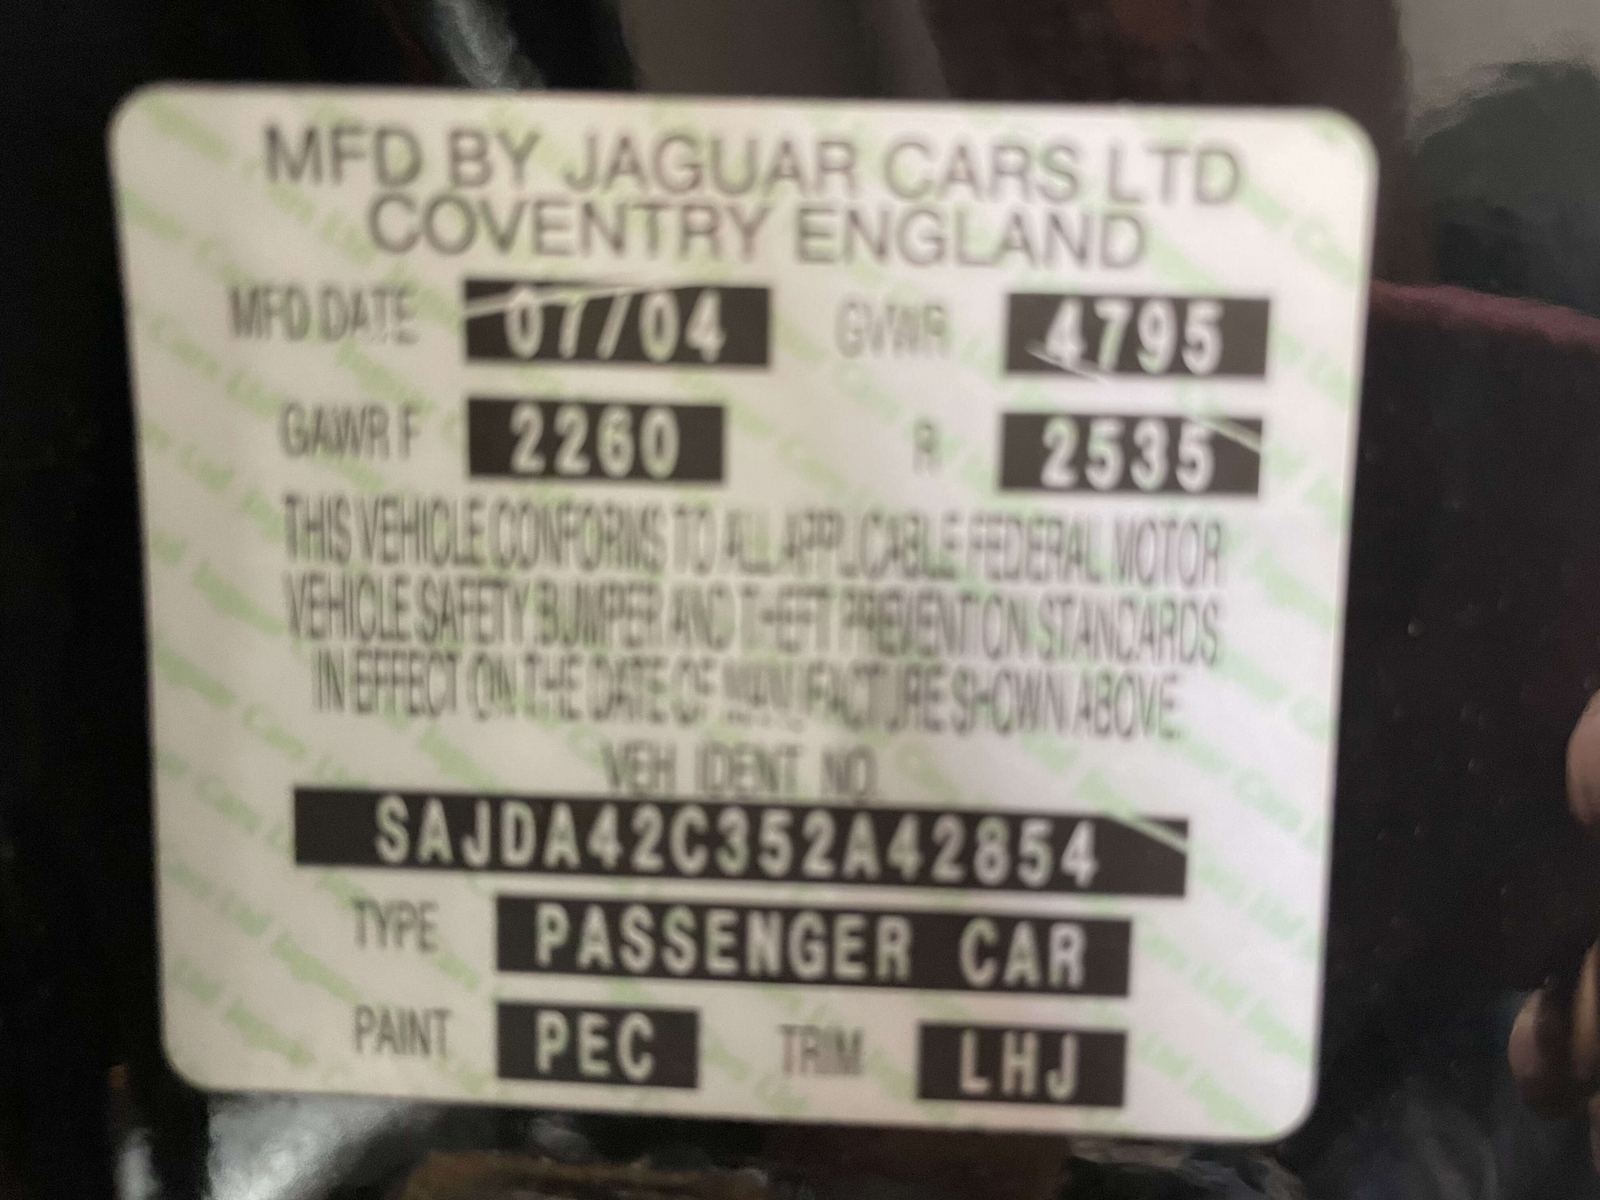 MFD BY JAGUAR CARS LTD
COVENTRY ENGLAND
MFD DATE 07/04 GVWR 4795
GAWR F 2260 R 2535
THIS VEHICLE CONFORMS TO ALL APPLICABLE FEDERAL MOTOR
VEHICLE SAFETY BUMPER AND THEFT PREVENTION STANDARDS
IN EFFECT ON THE DATE OF MANUFACTURE SHOWN ABOVE.
VEH IDENT NO.
SAJDA42C352A42854
TYPE PASSENGER CAR
PAINT PEC TRIM LHJ